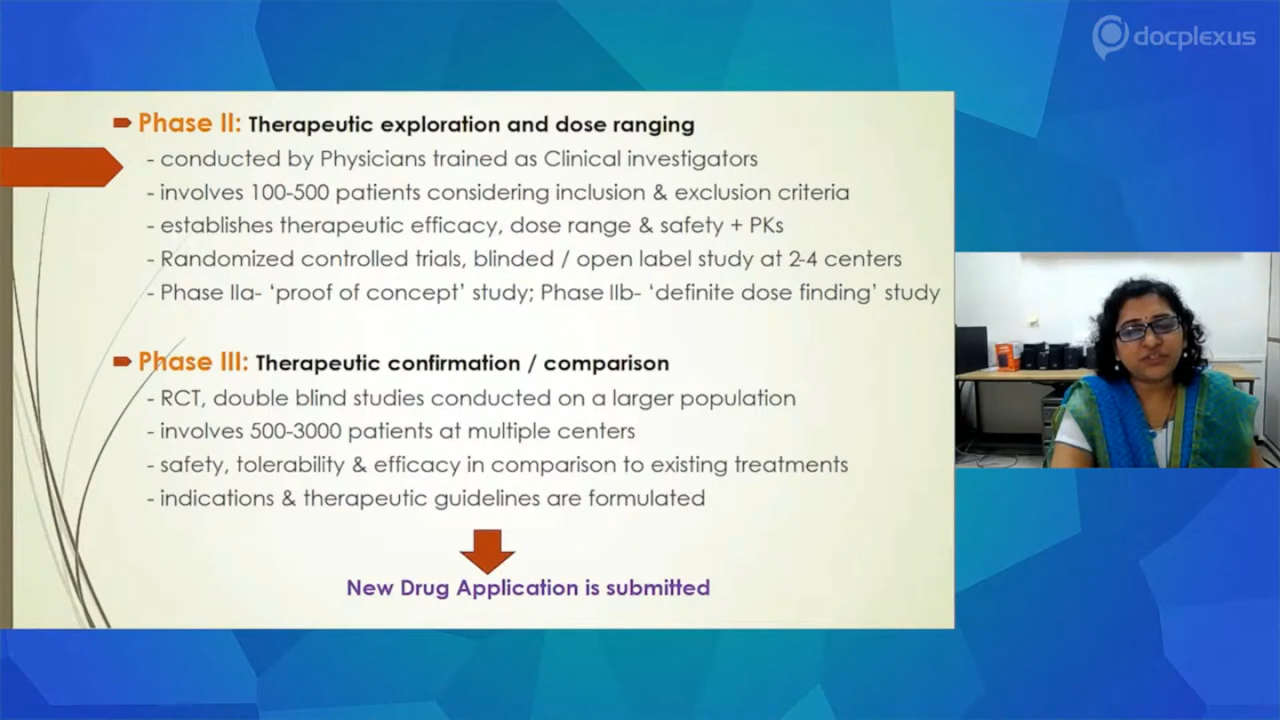 docplexus
Phase II: Therapeutic exploration and dose ranging
- conducted by Physicians trained as Clinical investigators
- involves 100-500 patients considering inclusion & exclusion criteria
- establishes therapeutic efficacy, dose range & safety + PKs
- Randomized controlled trials, blinded / open label study at 2-4 centers
- Phase IIa- ‘proof of concept’ study; Phase IIb- ‘definite dose finding’ study
Phase III: Therapeutic confirmation / comparison
- RCT, double blind studies conducted on a larger population
- involves 500-3000 patients at multiple centers
- safety, tolerability & efficacy in comparison to existing treatments
- indications & therapeutic guidelines are formulated
New Drug Application is submitted